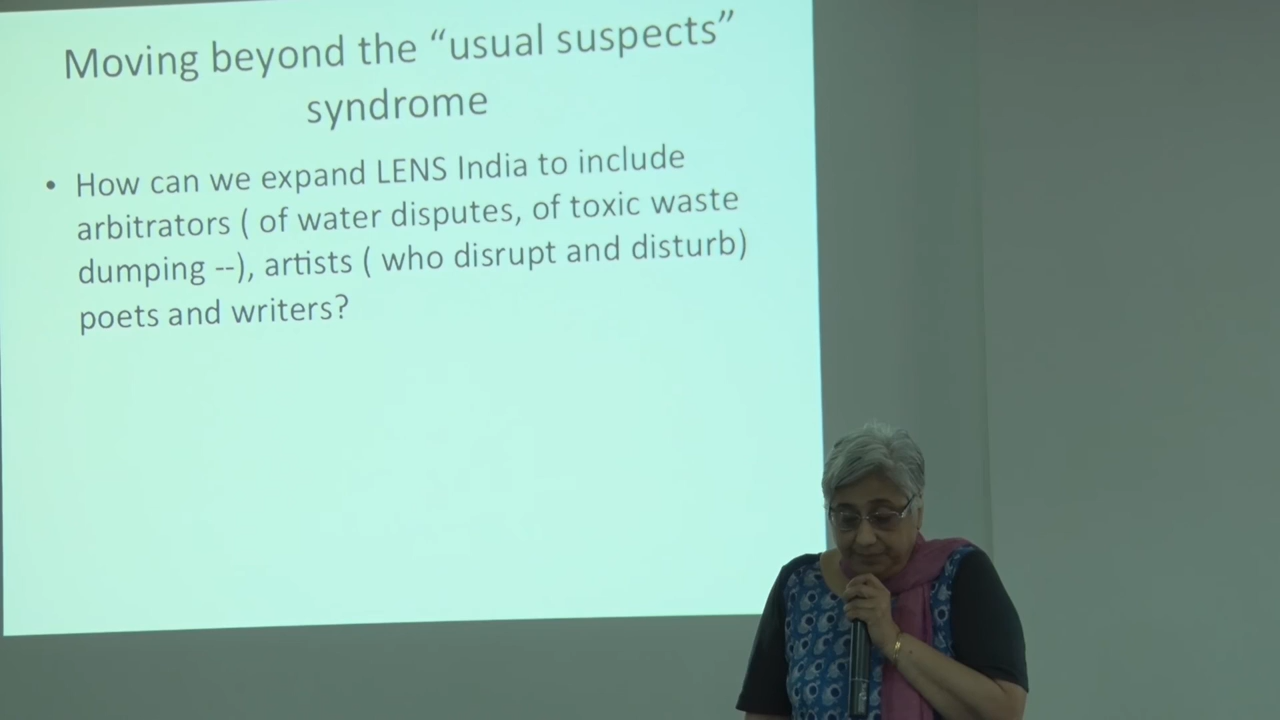 Moving beyond the “usual suspects”
syndrome
• How can we expand LENS India to include
arbitrators ( of water disputes, of toxic waste
dumping --), artists ( who disrupt and disturb)
poets and writers?